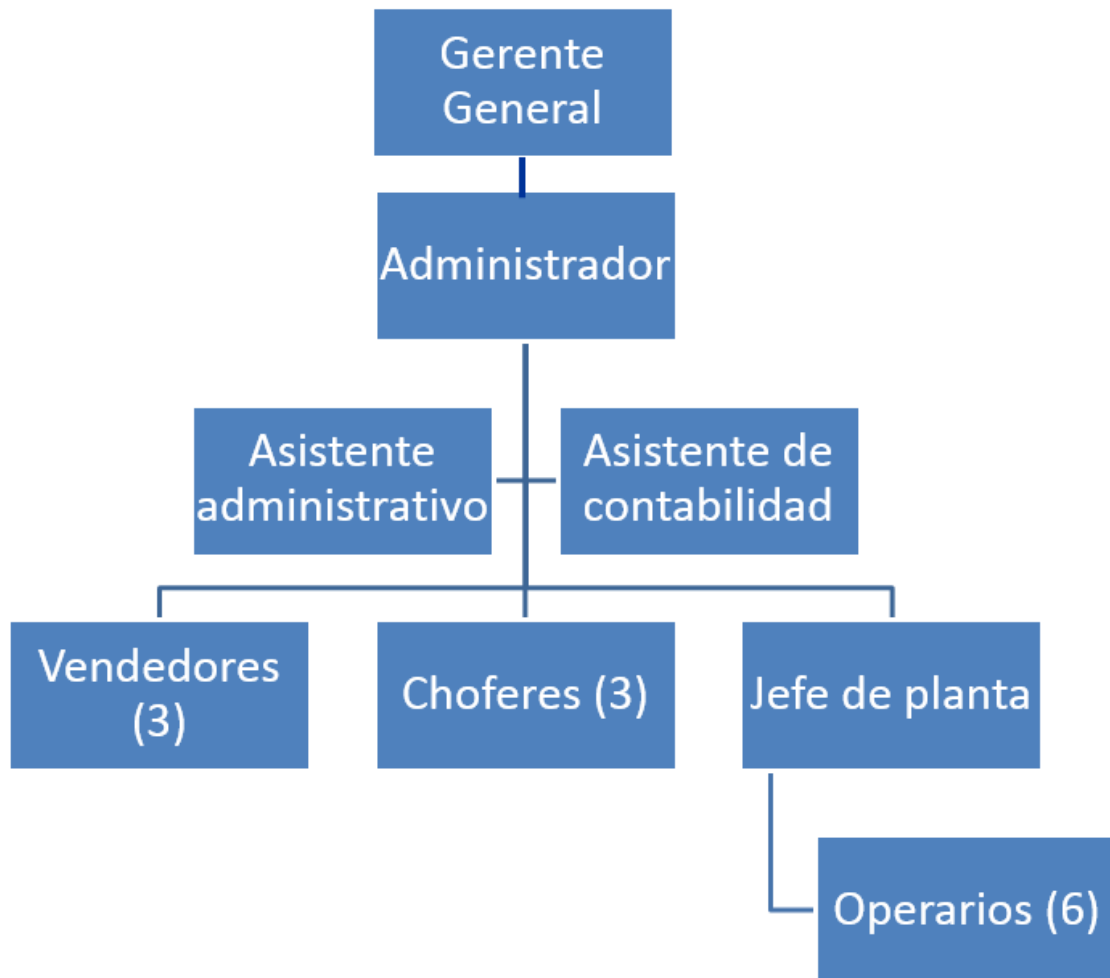 Gerente
General
Administrador
Asistente
administrativo
Asistente de
contabilidad
Vendedores
(3)
Choferes (3)
Jefe de planta
Operarios (6)